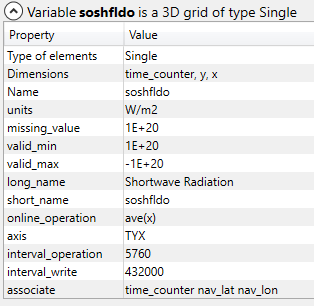 Variable soshfldo is a 3D grid of type Single
Property Value
Type of elements Single
Dimensions time_counter, y, x
Name soshfldo
units W/m2
missing_value 1E+20
valid_min 1E+20
valid_max -1E+20
long_name Shortwave Radiation
short_name soshfldo
online_operation ave(x)
axis TYX
interval_operation 5760
interval_write 432000
associate time_counter nav_lat nav_lon